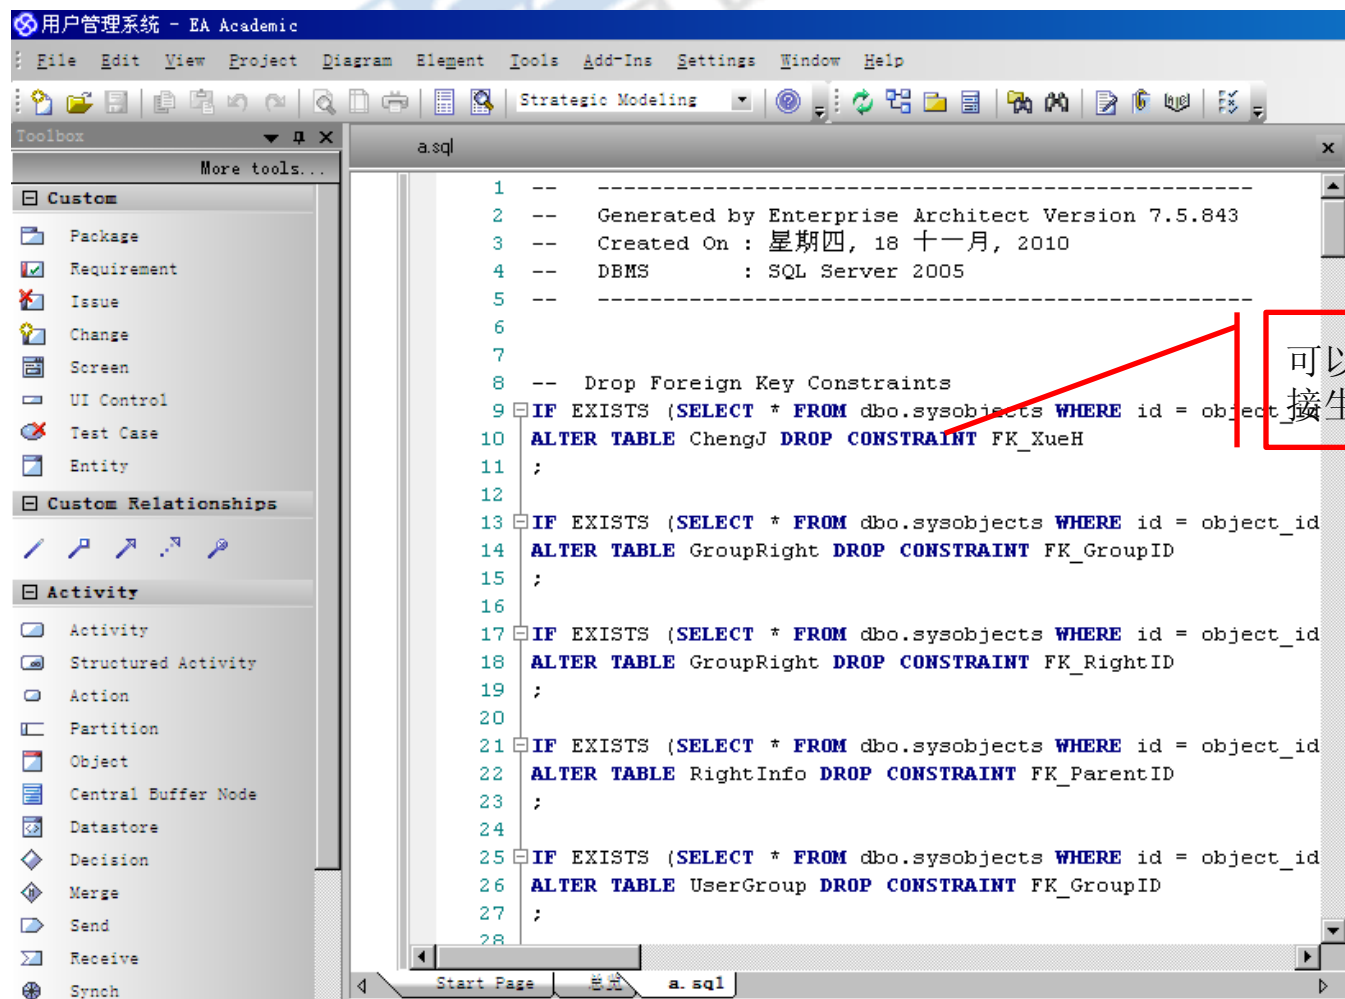 用户管理系统 - EA Academic
File Edit View Project Diagram Element Tools Add-Ins Settings Window Help
Strategic Modeling
Toolbox
More tools...
Custom
Package
Requirement
Issue
Change
Screen
UI Control
Test Case
Entity
Custom Relationships
Activity
Activity
Structured Activity
Action
Partition
Object
Central Buffer Node
Datastore
Decision
Merge
Send
Receive
Synch
a.sql
1 -- --------------------------------------------------
2 -- Generated by Enterprise Architect Version 7.5.843
3 -- Created On : 星期四, 18 十一月, 2010
4 -- DBMS : SQL Server 2005
5 -- --------------------------------------------------
6
7
8 -- Drop Foreign Key Constraints
9 IF EXISTS (SELECT * FROM dbo.sysobjects WHERE id = object_
10 ALTER TABLE ChengJ DROP CONSTRAINT FK_XueH
11 ;
12
13 IF EXISTS (SELECT * FROM dbo.sysobjects WHERE id = object_id
14 ALTER TABLE GroupRight DROP CONSTRAINT FK_GroupID
15 ;
16
17 IF EXISTS (SELECT * FROM dbo.sysobjects WHERE id = object_id
18 ALTER TABLE GroupRight DROP CONSTRAINT FK_RightID
19 ;
20
21 IF EXISTS (SELECT * FROM dbo.sysobjects WHERE id = object_id
22 ALTER TABLE RightInfo DROP CONSTRAINT FK_ParentID
23 ;
24
25 IF EXISTS (SELECT * FROM dbo.sysobjects WHERE id = object_id
26 ALTER TABLE UserGroup DROP CONSTRAINT FK_GroupID
27 ;
28
可以
接生
Start Page 总览 a.sql